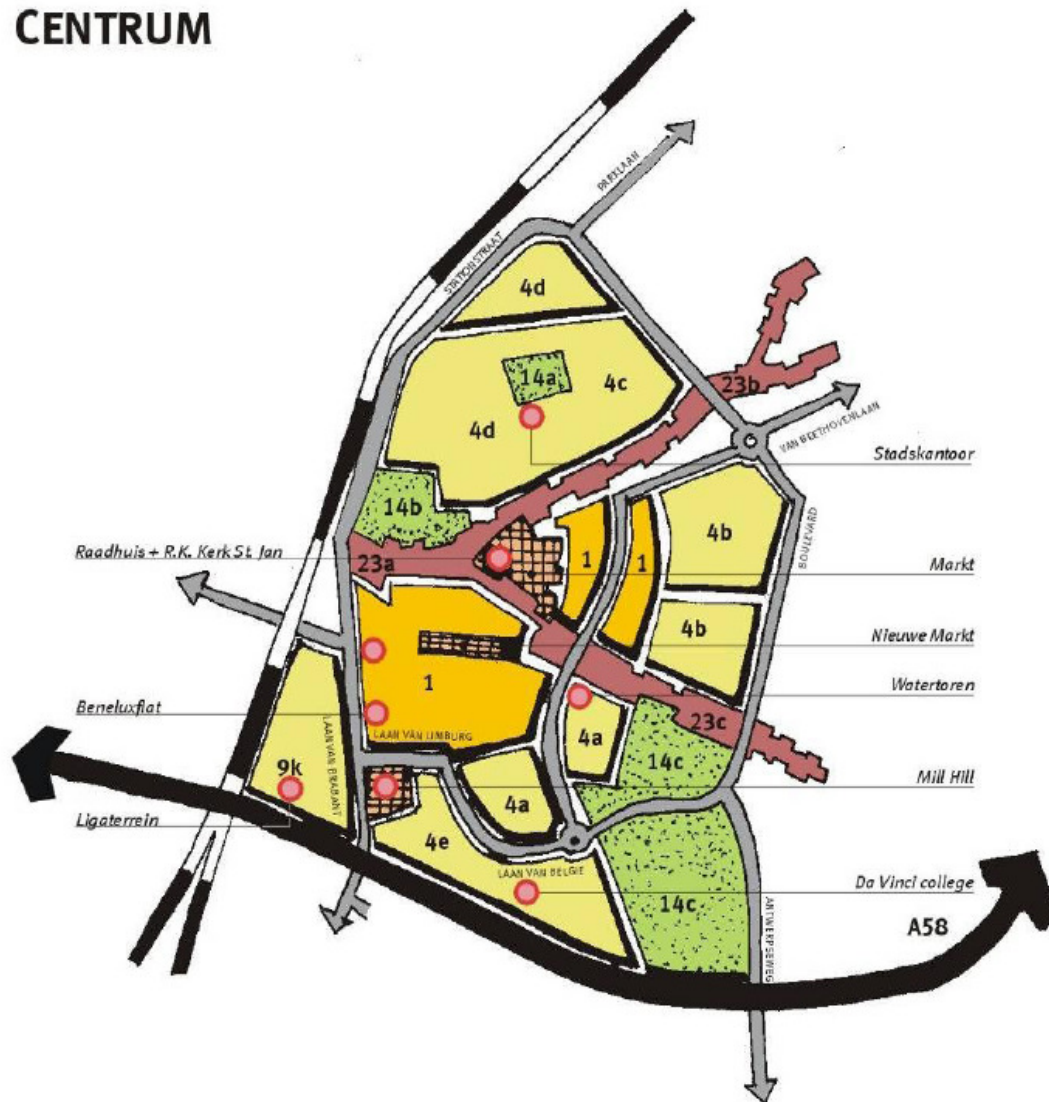 CENTRUM
PARKLAAN
STATIONSTRAAT
4d
14a
4c
23b
4d
VAN BEETHOVENLAAN
Stadskantoor
14b
4b
BOULEVARD
Raadhuis + R.K. Kerk St. Jan
23a
1
1
Markt
4b
Nieuwe Markt
1
Watertoren
Beneluxflat
LAAN VAN LIMBURG
23c
4a
14c
9k
LAAN VAN BRABANT
Mill Hill
4a
Ligaterrein
4e
LAAN VAN BELGIE
Da Vinci college
14c
A58
ANTWERPSEWEG